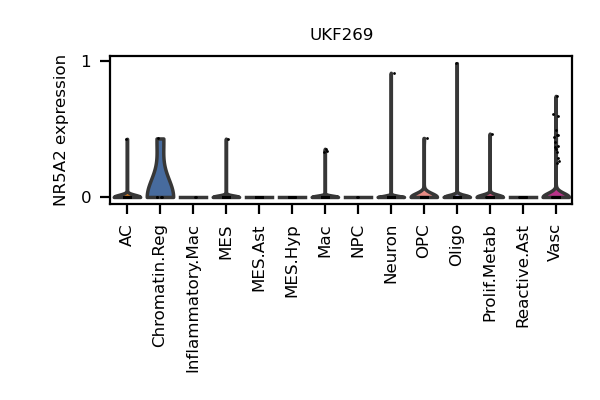 UKF269
NR5A2 expression
1
0
AC
Chromatin.Reg
Inflammatory.Mac
MES
MES.Ast
MES.Hyp
Mac
NPC
Neuron
OPC
Oligo
Prolif.Metab
Reactive.Ast
Vasc